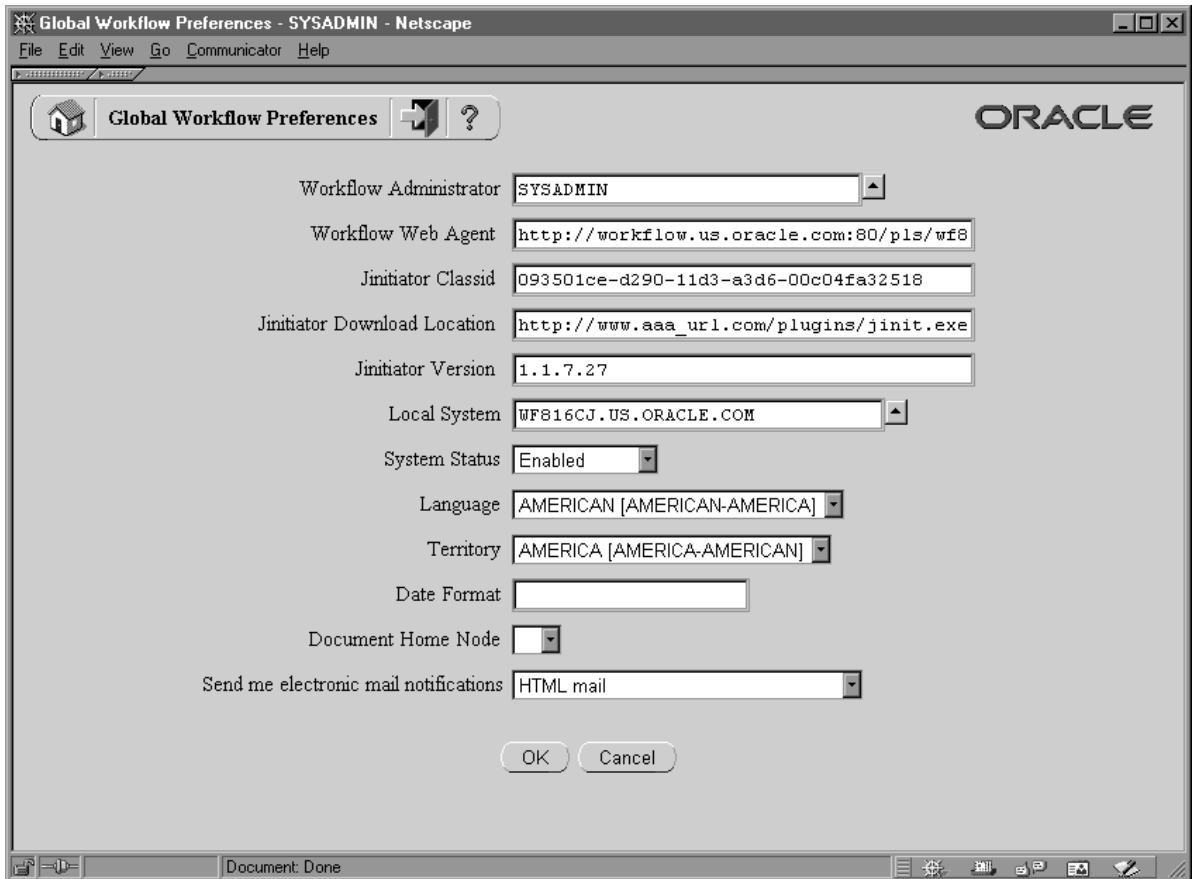 Global Workflow Preferences - SYSADMIN - Netscape
File Edit View Go Communicator Help
Global Workflow Preferences ?
ORACLE
Workflow Administrator SYSADMIN
Workflow Web Agent http://workflow.us.oracle.com:80/pls/wf8
Jinitiator Classid 093501ce-d290-11d3-a3d6-00c04fa32518
Jinitiator Download Location http://www.aaa_url.com/plugins/jinit.exe
Jinitiator Version 1.1.7.27
Local System WF816CJ.US.ORACLE.COM
System Status Enabled
Language AMERICAN [AMERICAN-AMERICA]
Territory AMERICA [AMERICA-AMERICAN]
Date Format
Document Home Node
Send me electronic mail notifications HTML mail
OK Cancel
Document: Done